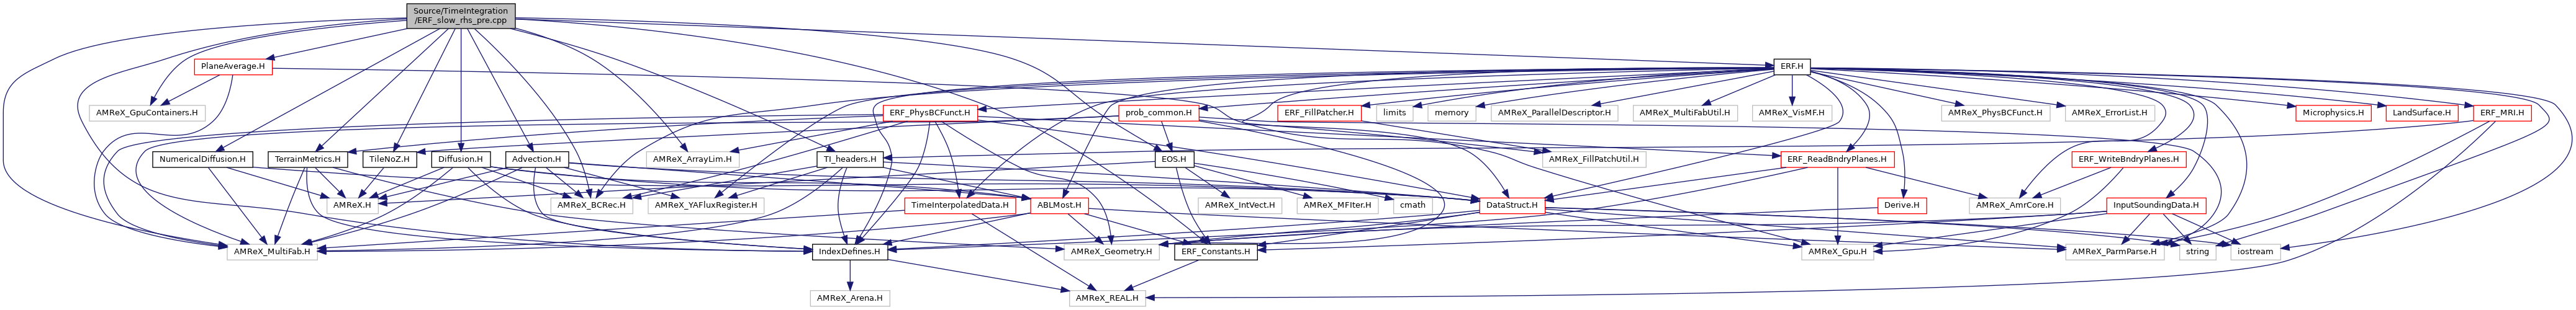 Source/TimeIntegration
/ERF_slow_rhs_pre.cpp
PlaneAverage.H
ERF.H
AMReX_GpuContainers.H
ERF_PhysBCFunct.H
prob_common.H
ERF_FillPatcher.H
limits
memory
AMReX_ParallelDescriptor.H
AMReX_MultiFabUtil.H
AMReX_VisMF.H
AMReX_PhysBCFunct.H
AMReX_ErrorList.H
Microphysics.H
LandSurface.H
ERF_MRI.H
NumericalDiffusion.H
TerrainMetrics.H
TileNoZ.H
Diffusion.H
Advection.H
AMReX_ArrayLim.H
TI_headers.H
EOS.H
AMReX_FillPatchUtil.H
ERF_ReadBndryPlanes.H
ERF_WriteBndryPlanes.H
AMReX.H
AMReX_BCRec.H
AMReX_YAFluxRegister.H
TimeInterpolatedData.H
ABLMost.H
AMReX_IntVect.H
AMReX_MFIter.H
cmath
DataStruct.H
Derive.H
AMReX_AmrCore.H
InputSoundingData.H
AMReX_MultiFab.H
IndexDefines.H
AMReX_Geometry.H
ERF_Constants.H
AMReX_Gpu.H
AMReX_ParmParse.H
string
iostream
AMReX_Arena.H
AMReX_REAL.H